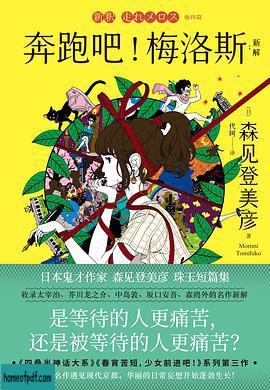 新釈 走れメロス 他四篇
奔跑吧！梅洛斯：新解
[日] 森见登美彦 著
Morimi Tomihiko
代珂 译
日本鬼才作家 森见登美彦 珠玉短篇集
收录太宰治、芥川龙之介、中岛敦、坂口安吾、森鸥外的名作新解
是等待的人更痛苦，
还是被等待的人更痛苦？
《四叠半神话大系》《春宵苦短，少女前进吧！》系列第三作
名作遇见现代京都，华丽的日常妄想开始蓬勃生长！
www.homeofpdf.com